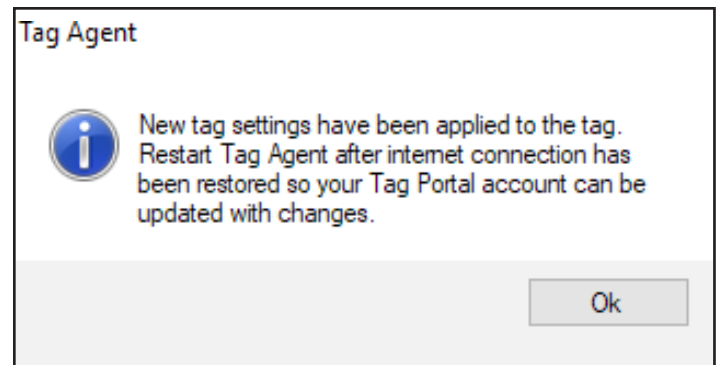 Tag Agent
New tag settings have been applied to the tag.
Restart Tag Agent after internet connection has
been restored so your Tag Portal account can be
updated with changes.
Ok